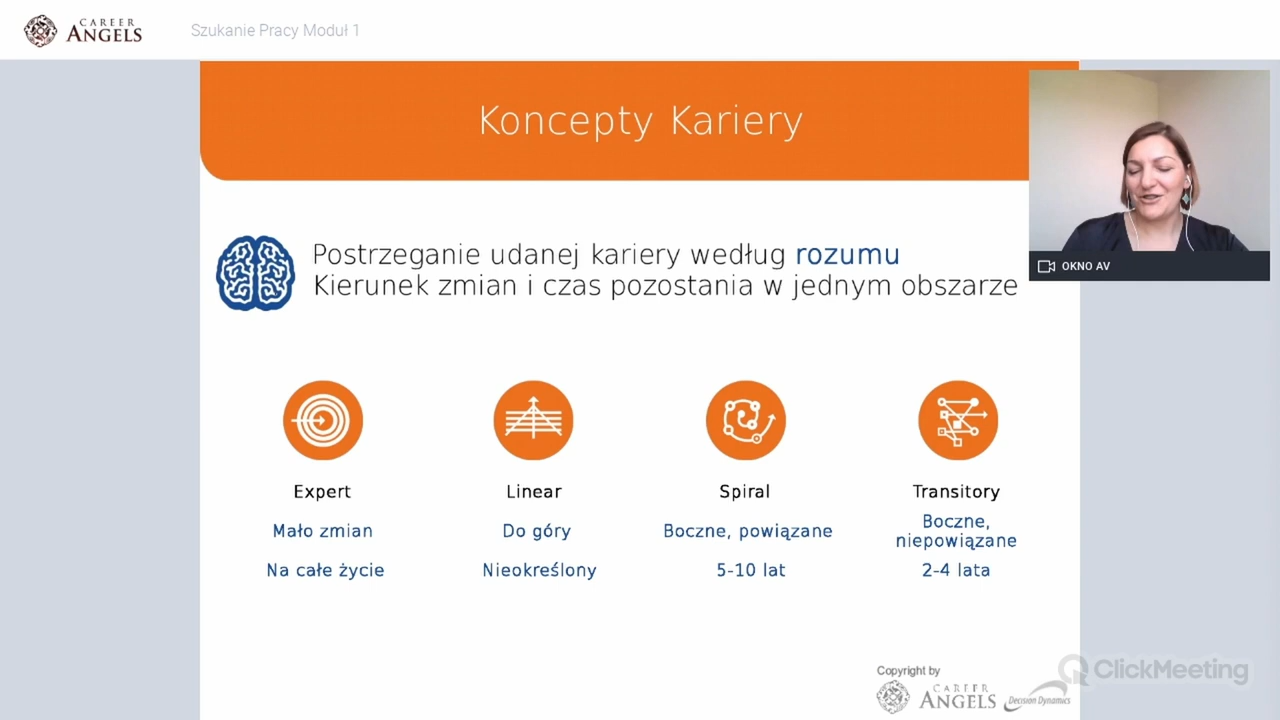 CAREER
ANGELS
Szukanie Pracy Moduł 1
Koncepty Kariery
OKNO AV
Postrzeganie udanej kariery według rozumu
Kierunek zmian i czas pozostania w jednym obszarze
Expert
Mało zmian
Na całe życie
Linear
Do góry
Nieokreślony
Spiral
Boczne, powiązane
5-10 lat
Transitory
Boczne,
niepowiązane
2-4 lata
Copyright by
CAREER
ANGELS
Decision Dynamics
ClickMeeting